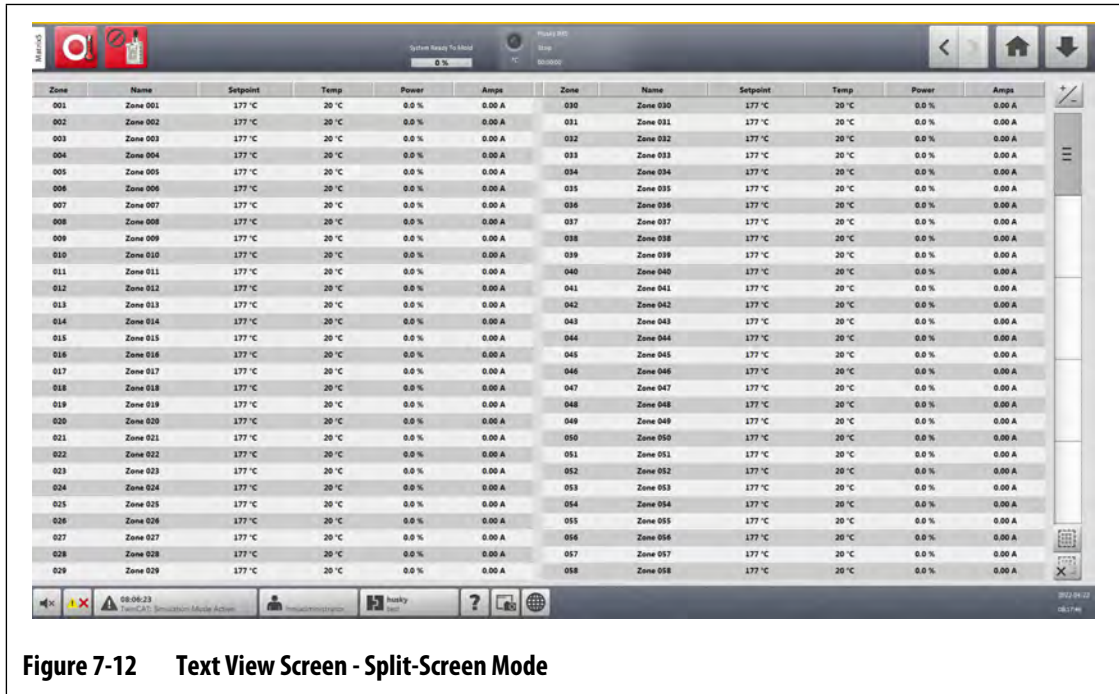 Matrix5
System Ready To Mold
0 %
°C
Stop
00:00:00
Zone Name Setpoint Temp Power Amps Zone Name Setpoint Temp Power Amps
001 Zone 001 177 °C 20 °C 0.0 % 0.00 A 030 Zone 030 177 °C 20 °C 0.0 % 0.00 A
002 Zone 002 177 °C 20 °C 0.0 % 0.00 A 031 Zone 031 177 °C 20 °C 0.0 % 0.00 A
003 Zone 003 177 °C 20 °C 0.0 % 0.00 A 032 Zone 032 177 °C 20 °C 0.0 % 0.00 A
004 Zone 004 177 °C 20 °C 0.0 % 0.00 A 033 Zone 033 177 °C 20 °C 0.0 % 0.00 A
005 Zone 005 177 °C 20 °C 0.0 % 0.00 A 034 Zone 034 177 °C 20 °C 0.0 % 0.00 A
006 Zone 006 177 °C 20 °C 0.0 % 0.00 A 035 Zone 035 177 °C 20 °C 0.0 % 0.00 A
007 Zone 007 177 °C 20 °C 0.0 % 0.00 A 036 Zone 036 177 °C 20 °C 0.0 % 0.00 A
008 Zone 008 177 °C 20 °C 0.0 % 0.00 A 037 Zone 037 177 °C 20 °C 0.0 % 0.00 A
009 Zone 009 177 °C 20 °C 0.0 % 0.00 A 038 Zone 038 177 °C 20 °C 0.0 % 0.00 A
010 Zone 010 177 °C 20 °C 0.0 % 0.00 A 039 Zone 039 177 °C 20 °C 0.0 % 0.00 A
011 Zone 011 177 °C 20 °C 0.0 % 0.00 A 040 Zone 040 177 °C 20 °C 0.0 % 0.00 A
012 Zone 012 177 °C 20 °C 0.0 % 0.00 A 041 Zone 041 177 °C 20 °C 0.0 % 0.00 A
013 Zone 013 177 °C 20 °C 0.0 % 0.00 A 042 Zone 042 177 °C 20 °C 0.0 % 0.00 A
014 Zone 014 177 °C 20 °C 0.0 % 0.00 A 043 Zone 043 177 °C 20 °C 0.0 % 0.00 A
015 Zone 015 177 °C 20 °C 0.0 % 0.00 A 044 Zone 044 177 °C 20 °C 0.0 % 0.00 A
016 Zone 016 177 °C 20 °C 0.0 % 0.00 A 045 Zone 045 177 °C 20 °C 0.0 % 0.00 A
017 Zone 017 177 °C 20 °C 0.0 % 0.00 A 046 Zone 046 177 °C 20 °C 0.0 % 0.00 A
018 Zone 018 177 °C 20 °C 0.0 % 0.00 A 047 Zone 047 177 °C 20 °C 0.0 % 0.00 A
019 Zone 019 177 °C 20 °C 0.0 % 0.00 A 048 Zone 048 177 °C 20 °C 0.0 % 0.00 A
020 Zone 020 177 °C 20 °C 0.0 % 0.00 A 049 Zone 049 177 °C 20 °C 0.0 % 0.00 A
021 Zone 021 177 °C 20 °C 0.0 % 0.00 A 050 Zone 050 177 °C 20 °C 0.0 % 0.00 A
022 Zone 022 177 °C 20 °C 0.0 % 0.00 A 051 Zone 051 177 °C 20 °C 0.0 % 0.00 A
023 Zone 023 177 °C 20 °C 0.0 % 0.00 A 052 Zone 052 177 °C 20 °C 0.0 % 0.00 A
024 Zone 024 177 °C 20 °C 0.0 % 0.00 A 053 Zone 053 177 °C 20 °C 0.0 % 0.00 A
025 Zone 025 177 °C 20 °C 0.0 % 0.00 A 054 Zone 054 177 °C 20 °C 0.0 % 0.00 A
026 Zone 026 177 °C 20 °C 0.0 % 0.00 A 055 Zone 055 177 °C 20 °C 0.0 % 0.00 A
027 Zone 027 177 °C 20 °C 0.0 % 0.00 A 056 Zone 056 177 °C 20 °C 0.0 % 0.00 A
028 Zone 028 177 °C 20 °C 0.0 % 0.00 A 057 Zone 057 177 °C 20 °C 0.0 % 0.00 A
029 Zone 029 177 °C 20 °C 0.0 % 0.00 A 058 Zone 058 177 °C 20 °C 0.0 % 0.00 A
08:06:23
TwinCAT: Simulation Mode Active
husky
test
?
Figure 7-12 Text View Screen - Split-Screen Mode